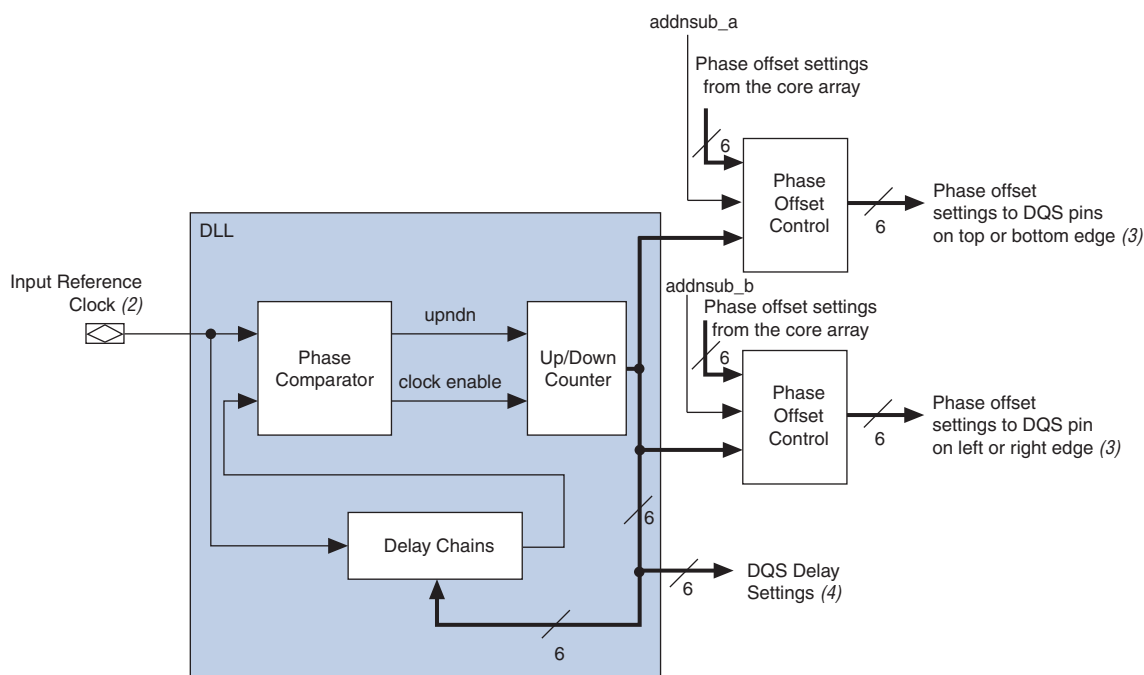 addnsub_a
Phase offset settings
from the core array
6
Phase
Offset
Control
6
Phase offset
settings to DQS pins
on top or bottom edge (3)
DLL
Input Reference
Clock (2)
addnsub_b
Phase offset settings
from the core array
6
Phase
Comparator
upndn
clock enable
Up/Down
Counter
Phase
Offset
Control
6
Phase offset
settings to DQS pin
on left or right edge (3)
6
Delay Chains
6
DQS Delay
Settings (4)
6